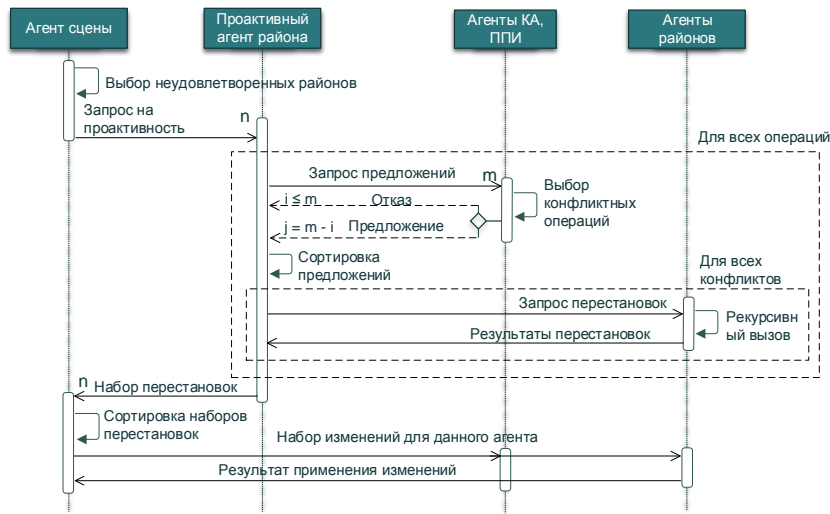 Агент сцены
Проактивный
агент района
Агенты КА,
ППИ
Агенты
районов
Выбор неудовлетворенных районов
Запрос на
проактивность
n
Для всех операций
Запрос предложений
m
Выбор
конфликтных
операций
i ≤ m
Отказ
j = m - i
Предложение
Сортировка
предложений
Для всех
конфликтов
Запрос перестановок
Рекурсивн
ый вызов
Результаты перестановок
n
Набор перестановок
Сортировка наборов
перестановок
Набор изменений для данного агента
Результат применения изменений